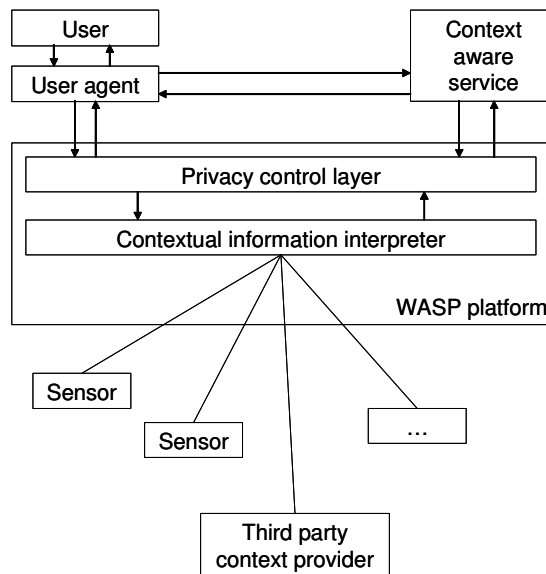 User
User agent
Context
aware
service
Privacy control layer
Contextual information interpreter
WASP platform
Sensor
Sensor
...
Third party
context provider